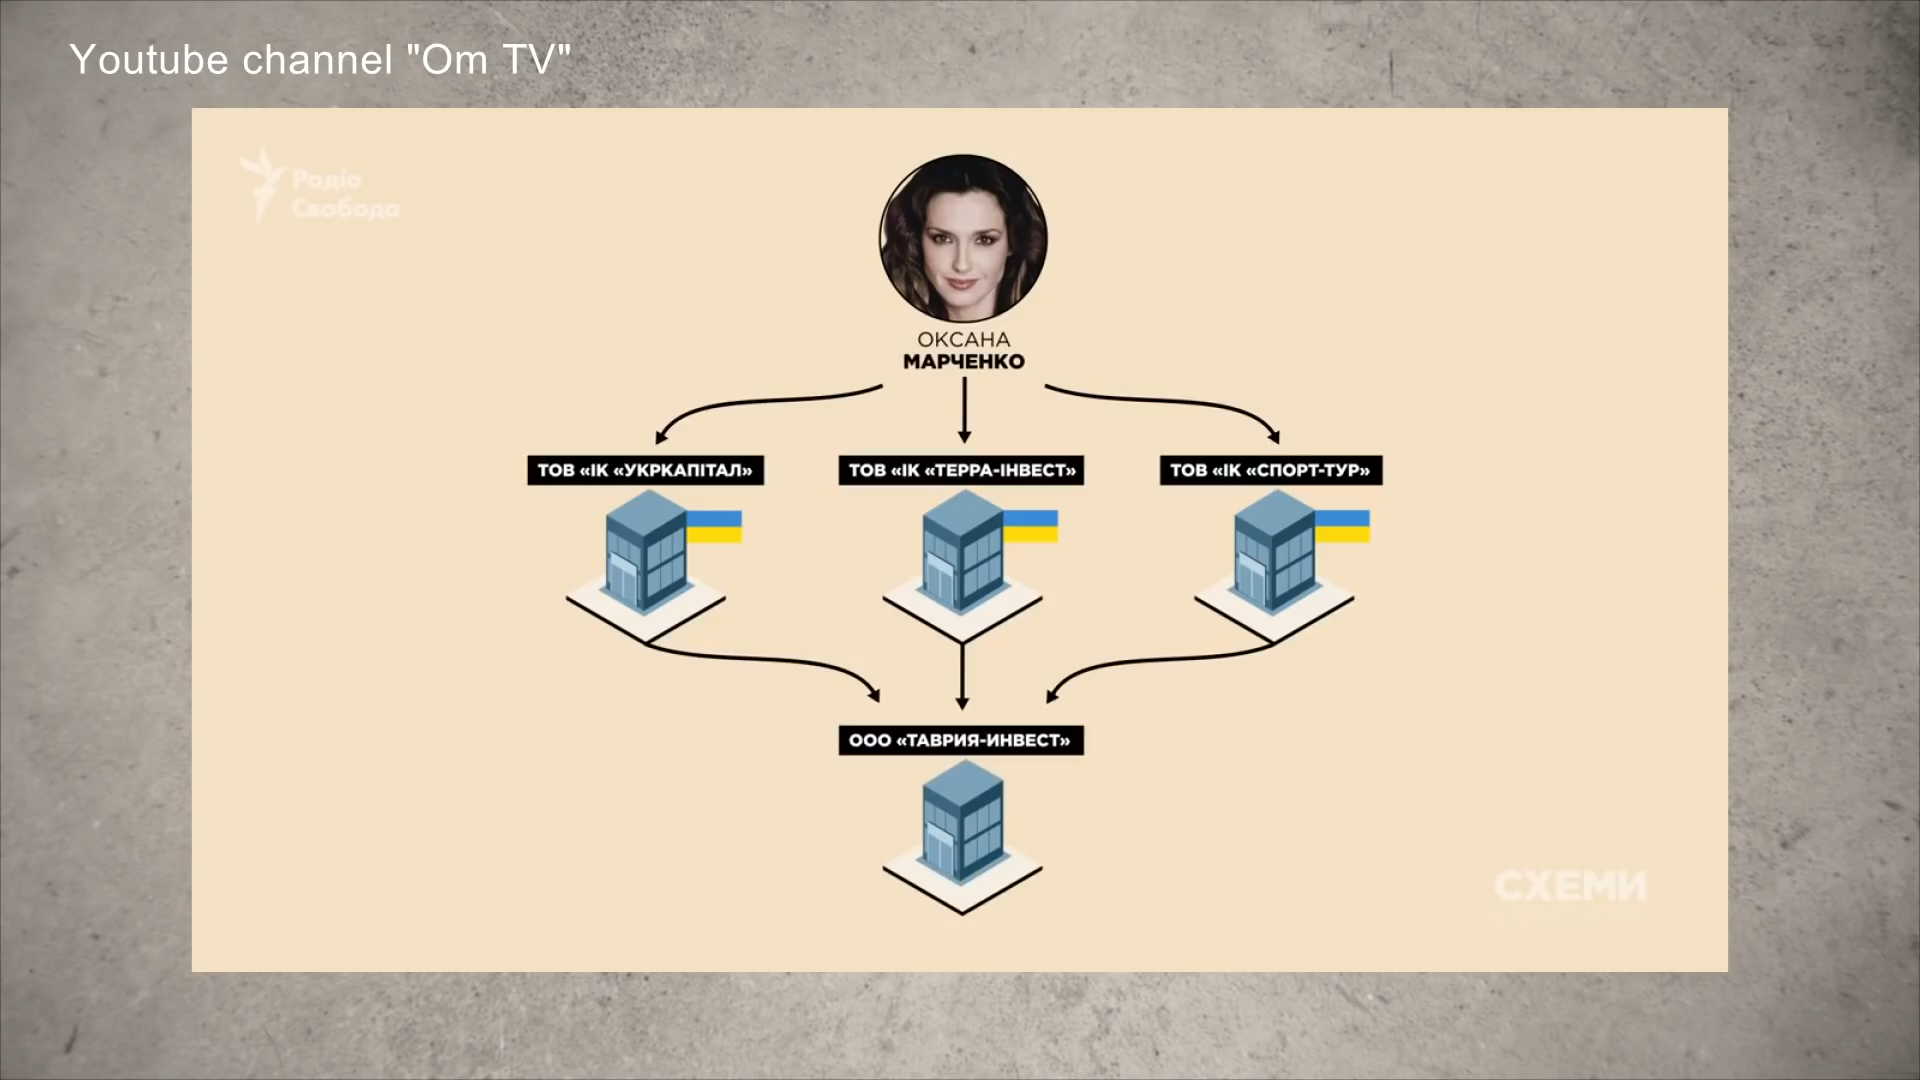 Youtube channel "Om TV"
Радіо
Свобода
ОКСАНА
МАРЧЕНКО
ТОВ «ІК «УКРКАПІТАЛ»
ТОВ «ІК «ТЕРРА-ІНВЕСТ»
ТОВ «ІК «СПОРТ-ТУР»
ООО «ТАВРИЯ-ИНВЕСТ»
СХЕМИ